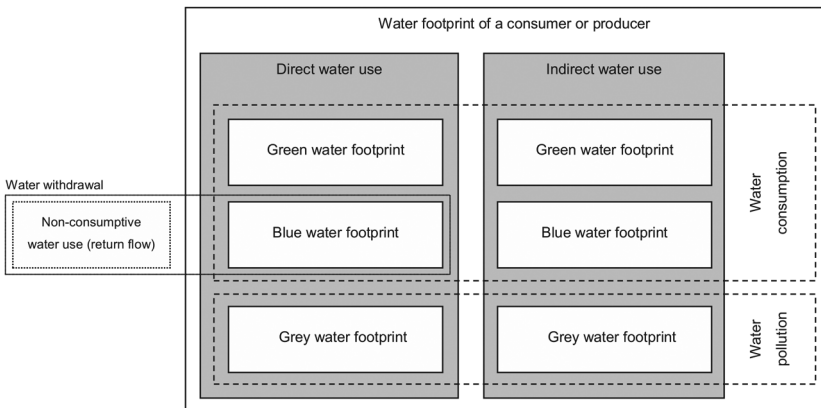 Water footprint of a consumer or producer
Direct water use
Indirect water use
Green water footprint
Green water footprint
Water
consumption
Water withdrawal
Non-consumptive
water use (return flow)
Blue water footprint
Blue water footprint
Grey water footprint
Grey water footprint
Water
pollution